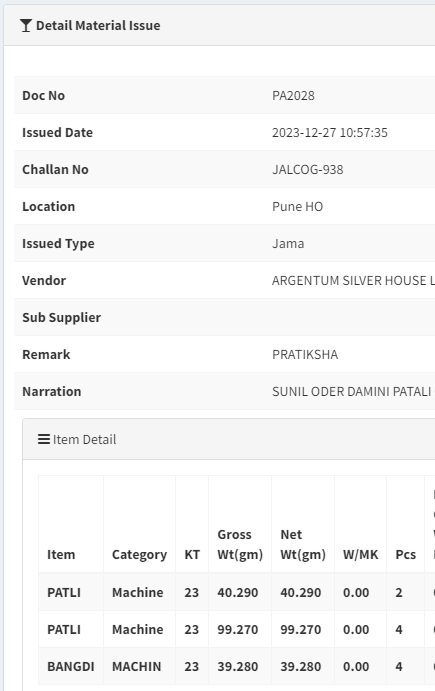 Detail Material Issue
Doc No PA2028
Issued Date 2023-12-27 10:57:35
Challan No JALCOG-938
Location Pune HO
Issued Type Jama
Vendor ARGENTUM SILVER HOUSE L
Sub Supplier
Remark PRATIKSHA
Narration SUNIL ODER DAMINI PATALI
Item Detail
Item Category KT Gross Wt(gm) Net Wt(gm) W/MK Pcs
PATLI Machine 23 40.290 40.290 0.00 2
PATLI Machine 23 99.270 99.270 0.00 4
BANGDI MACHIN 23 39.280 39.280 0.00 4